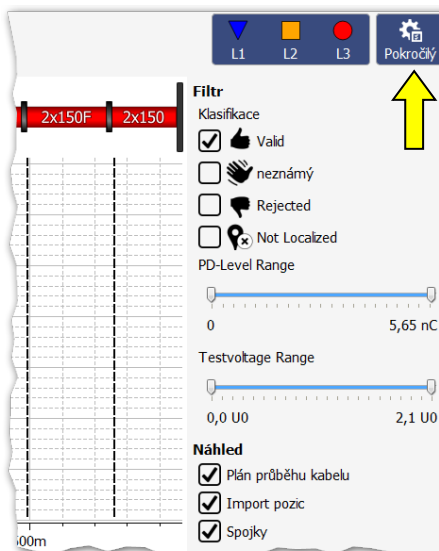 L1 L2 L3 Pokročilý
2x150F 2x150
Filtr
Klasifikace
Valid
neznámý
Rejected
Not Localized
PD-Level Range
0 5,65 nC
Testvoltage Range
0,0 U0 2,1 U0
Náhled
Plán průběhu kabelu
Import pozic
Spojky